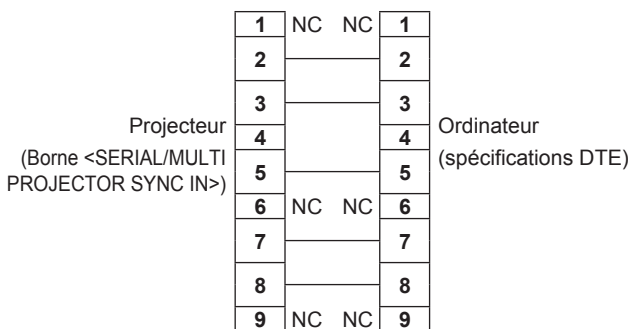 1 NC NC 1
2 2
3 3
Projecteur
(Borne <SERIAL/MULTI
PROJECTOR SYNC IN>)
4 4
Ordinateur
(spécifications DTE)
5 5
6 NC NC 6
7 7
8 8
9 NC NC 9